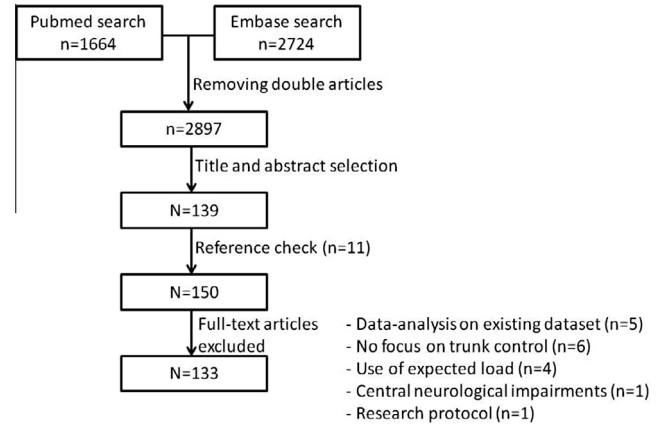 Pubmed search
n=1664
Embase search
n=2724
Removing double articles
n=2897
Title and abstract selection
N=139
Reference check (n=11)
N=150
Full-text articles
excluded
- Data-analysis on existing dataset (n=5)
- No focus on trunk control (n=6)
- Use of expected load (n=4)
- Central neurological impairments (n=1)
- Research protocol (n=1)
N=133